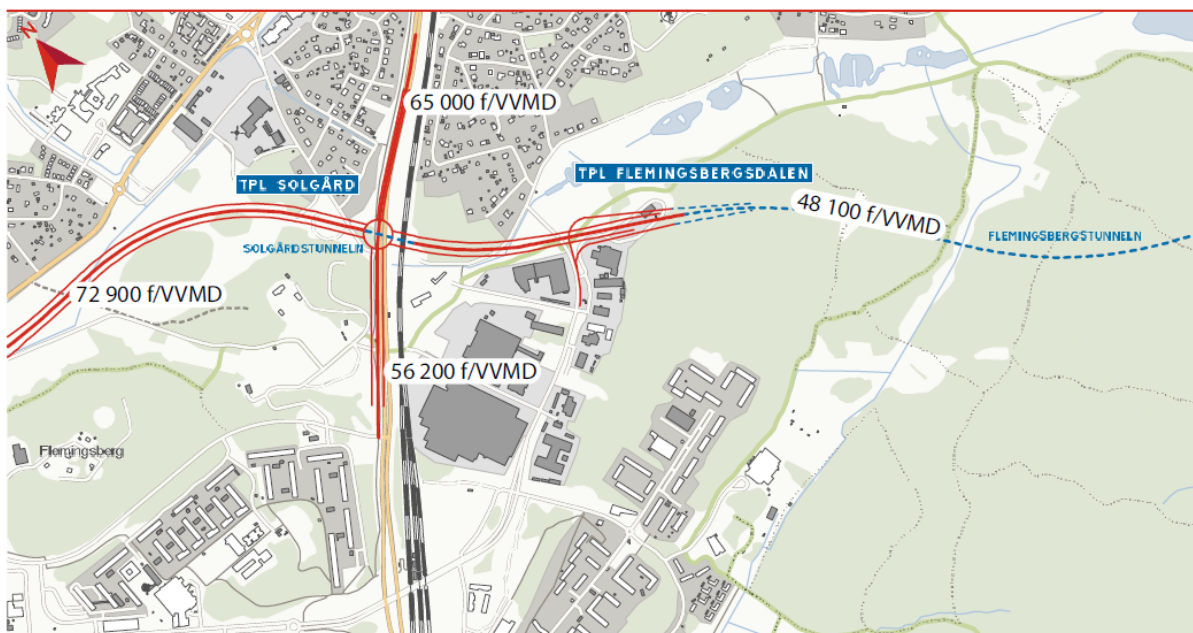 N
65 000 f/VVMD
TPL FLEMINGSBERGSDALEN
TPL SOLGÅRD
48 100 f/VVMD
FLEMINGSBERGSTUNNELN
SOLGÅRDSTUNNELN
72 900 f/VVMD
56 200 f/VVMD
Flemingsberg